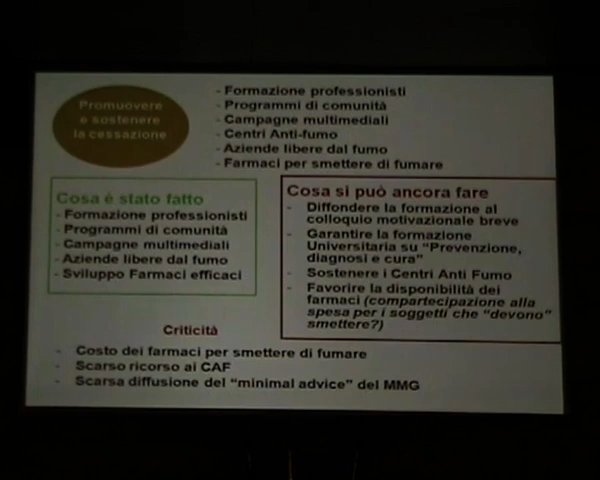 Promuovere
e sostenere
la cessazione
- Formazione professionisti
- Programmi di comunità
- Campagne multimediali
- Centri Anti-fumo
- Aziende libere dal fumo
- Farmaci per smettere di fumare
Cosa è stato fatto
- Formazione professionisti
- Programmi di comunità
- Campagne multimediali
- Aziende libere dal fumo
- Sviluppo Farmaci efficaci
Cosa si può ancora fare
- Diffondere la formazione al
colloquio motivazionale breve
- Garantire la formazione
Universitaria su "Prevenzione,
diagnosi e cura"
- Sostenere i Centri Anti Fumo
- Favorire la disponibilità dei
farmaci (compartecipazione alla
spesa per i soggetti che "devono"
smettere?)
Criticità
- Costo dei farmaci per smettere di fumare
- Scarso ricorso ai CAF
- Scarsa diffusione del "minimal advice" del MMG